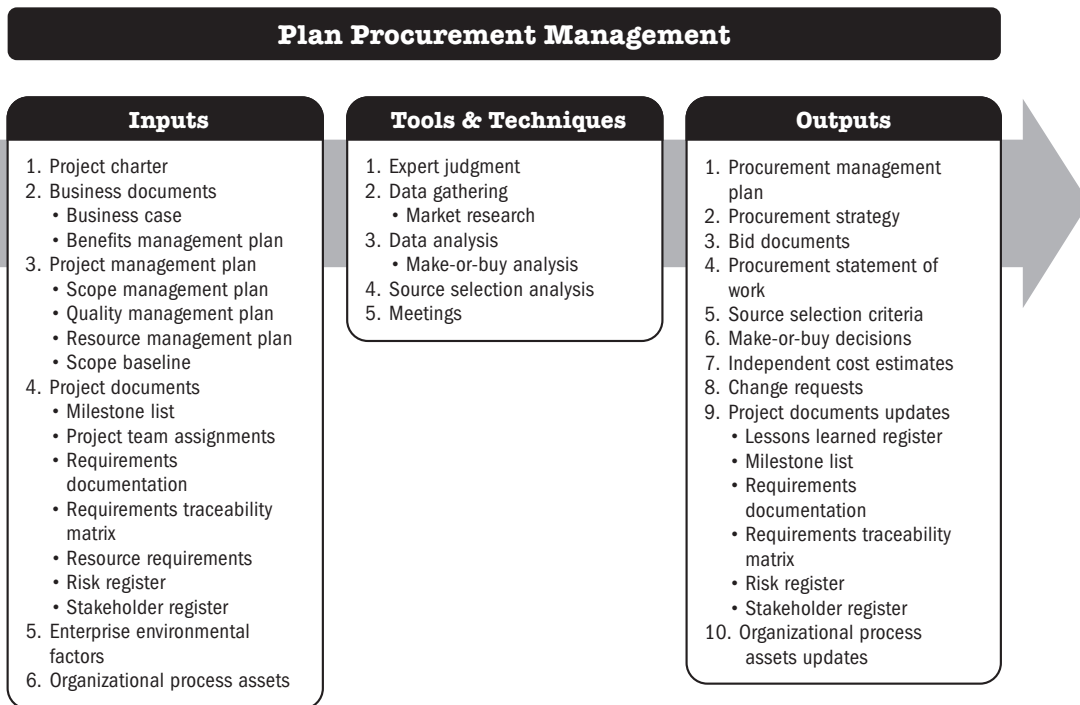 Plan Procurement Management
Inputs
1. Project charter
2. Business documents
• Business case
• Benefits management plan
3. Project management plan
• Scope management plan
• Quality management plan
• Resource management plan
• Scope baseline
4. Project documents
• Milestone list
• Project team assignments
• Requirements
documentation
• Requirements traceability
matrix
• Resource requirements
• Risk register
• Stakeholder register
5. Enterprise environmental
factors
6. Organizational process assets
Tools & Techniques
1. Expert judgment
2. Data gathering
• Market research
3. Data analysis
• Make-or-buy analysis
4. Source selection analysis
5. Meetings
Outputs
1. Procurement management
plan
2. Procurement strategy
3. Bid documents
4. Procurement statement of
work
5. Source selection criteria
6. Make-or-buy decisions
7. Independent cost estimates
8. Change requests
9. Project documents updates
• Lessons learned register
• Milestone list
• Requirements
documentation
• Requirements traceability
matrix
• Risk register
• Stakeholder register
10. Organizational process
assets updates